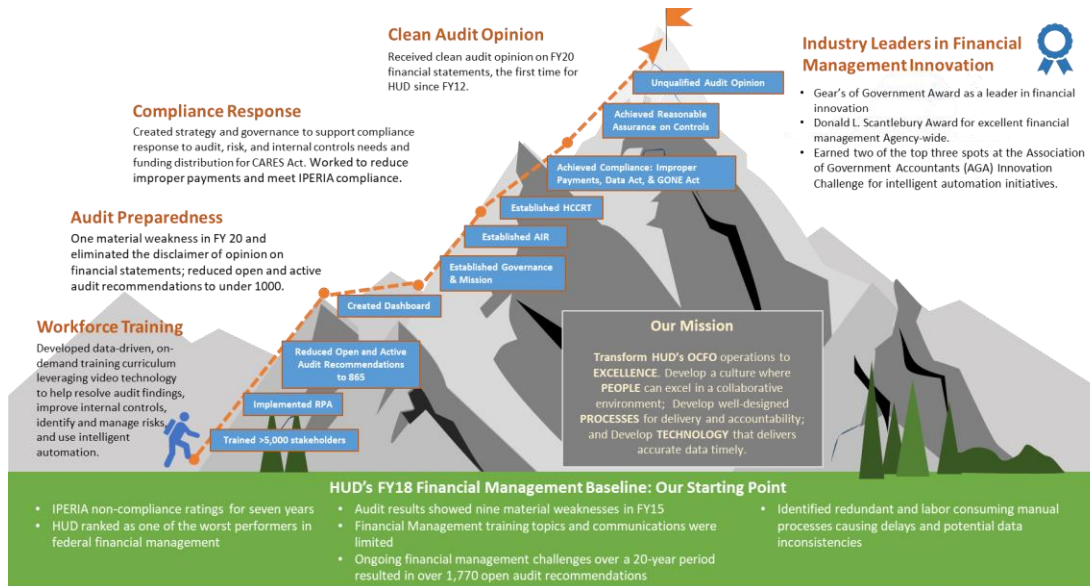 Clean Audit Opinion
Received clean audit opinion on FY20
financial statements, the first time for
HUD since FY12.
Industry Leaders in Financial
Management Innovation
• Gear's of Government Award as a leader in financial
innovation
• Donald L. Scantlebury Award for excellent financial
management Agency-wide.
• Earned two of the top three spots at the Association
of Government Accountants (AGA) Innovation
Challenge for intelligent automation initiatives.
Compliance Response
Created strategy and governance to support compliance
response to audit, risk, and internal controls needs and
funding distribution for CARES Act. Worked to reduce
improper payments and meet IPERIA compliance.
Audit Preparedness
One material weakness in FY 20 and
eliminated the disclaimer of opinion on
financial statements; reduced open and active
audit recommendations to under 1000.
Workforce Training
Developed data-driven, on-
demand training curriculum
leveraging video technology
to help resolve audit findings,
improve internal controls,
identify and manage risks,
and use intelligent
automation.
Unqualified Audit Opinion
Achieved Reasonable
Assurance on Controls
Achieved Compliance: Improper
Payments, Data Act, & GONE Act
Established HCCRT
Established AIR
Established Governance
& Mission
Created Dashboard
Reduced Open and Active
Audit Recommendations
to 865
Implemented RPA
Trained >5,000 stakeholders
Our Mission
Transform HUD's OCFO operations to
EXCELLENCE. Develop a culture where
PEOPLE can excel in a collaborative
environment; Develop well-designed
PROCESSES for delivery and accountability;
and Develop TECHNOLOGY that delivers
accurate data timely.
HUD's FY18 Financial Management Baseline: Our Starting Point
• IPERIA non-compliance ratings for seven years
• HUD ranked as one of the worst performers in
federal financial management
• Audit results showed nine material weaknesses in FY15
• Financial Management training topics and communications were
limited
• Ongoing financial management challenges over a 20-year period
resulted in over 1,770 open audit recommendations
• Identified redundant and labor consuming manual
processes causing delays and potential data
inconsistencies